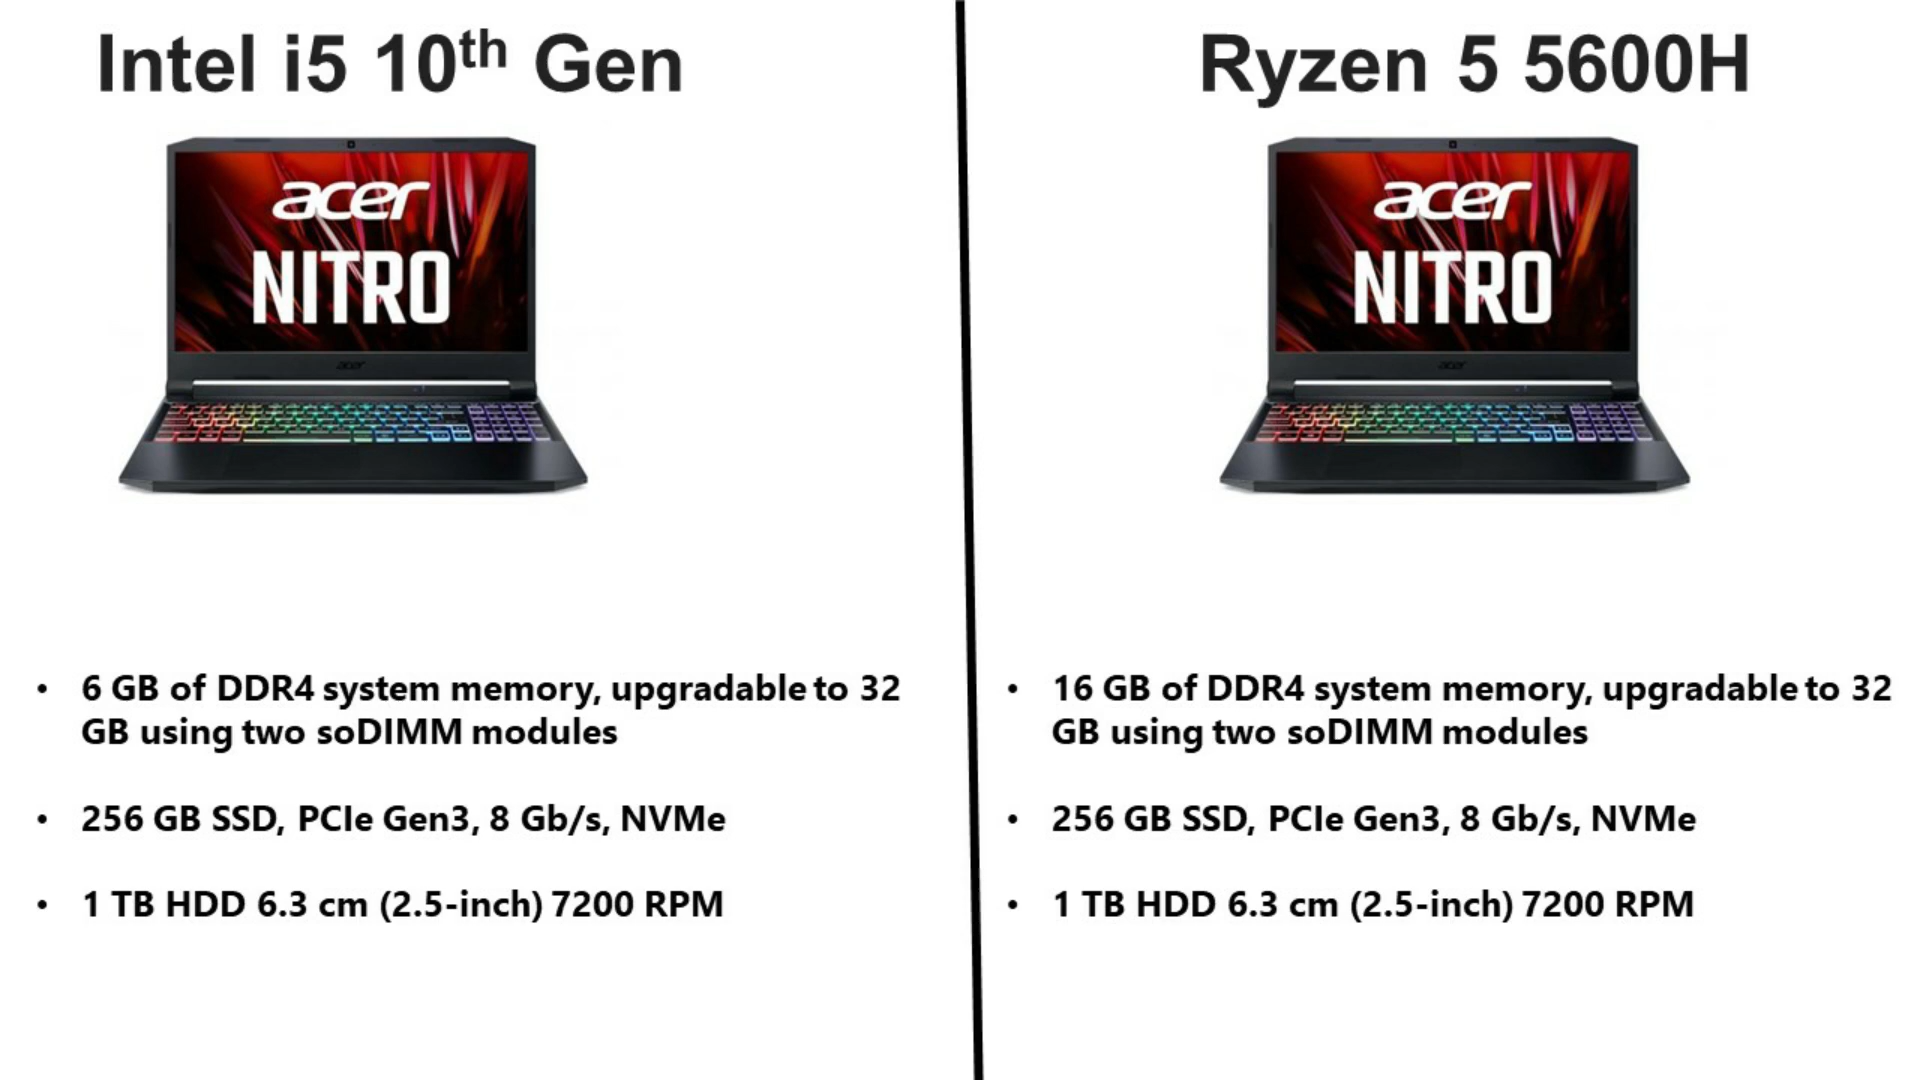 Intel i5 10th Gen
acer
NITRO
acer
• 6 GB of DDR4 system memory, upgradable to 32
GB using two soDIMM modules
• 256 GB SSD, PCIe Gen3, 8 Gb/s, NVMe
• 1 TB HDD 6.3 cm (2.5-inch) 7200 RPM
Ryzen 5 5600H
acer
NITRO
acer
• 16 GB of DDR4 system memory, upgradable to 32
GB using two soDIMM modules
• 256 GB SSD, PCIe Gen3, 8 Gb/s, NVMe
• 1 TB HDD 6.3 cm (2.5-inch) 7200 RPM